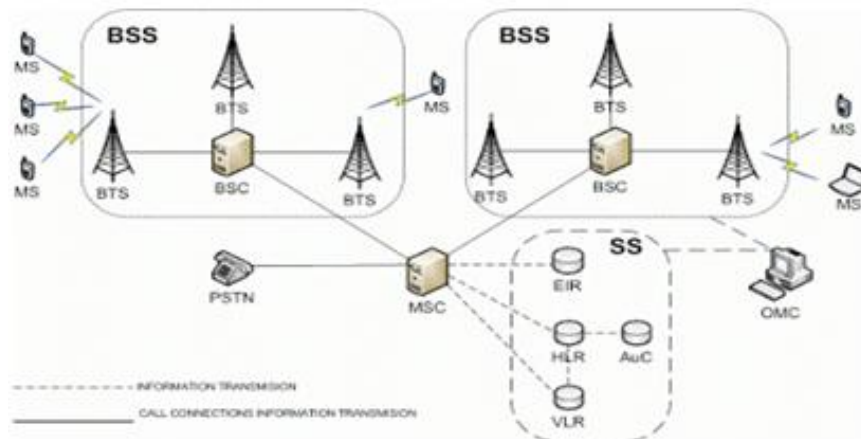 BSS
BSS
MS
MS
MS
MS
MS
MS
BTS
BTS
BTS
BTS
BTS
BTS
BSC
BSC
SS
PSTN
MSC
EIR
OMC
HLR
AuC
VLR
INFORMATION TRANSMISION
CALL CONNECTIONS INFORMATION TRANSMISION